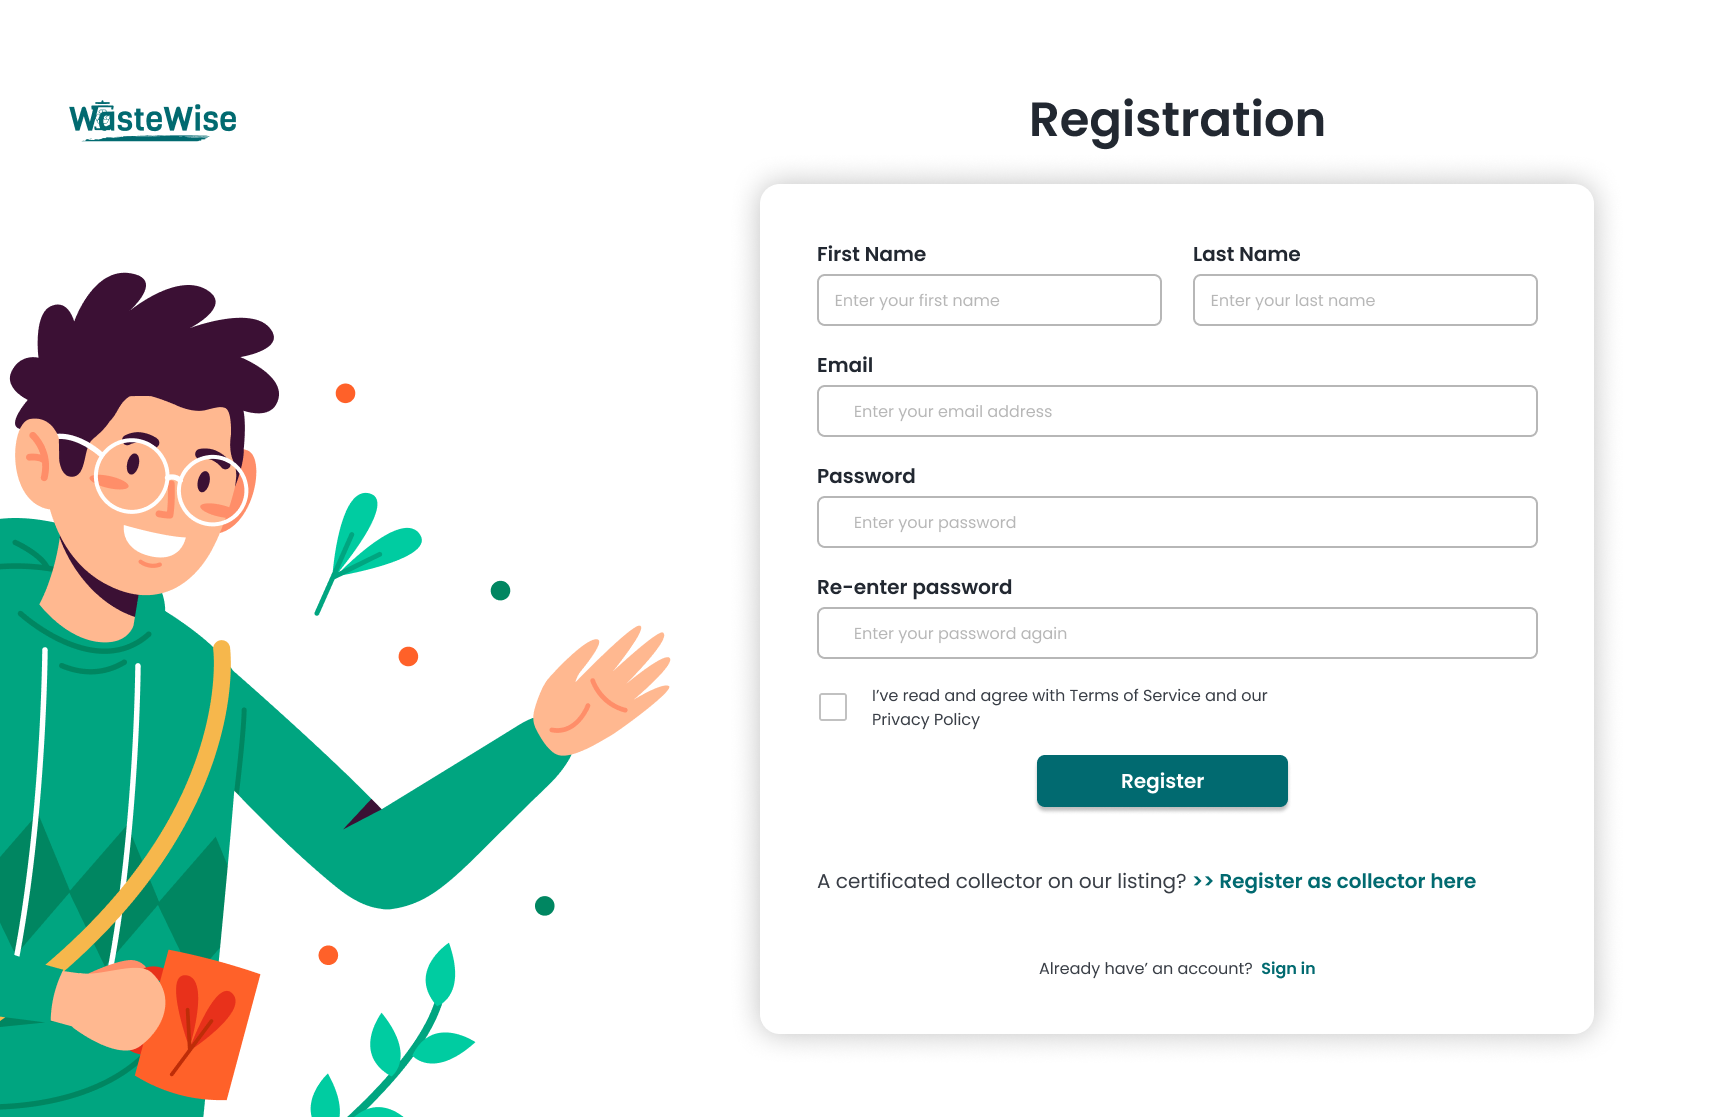 WasteWise
Registration
First Name
Last Name
Enter your first name
Enter your last name
Email
Enter your email address
Password
Enter your password
Re-enter password
Enter your password again
I’ve read and agree with Terms of Service and our
Privacy Policy
Register
A certificated collector on our listing? >> Register as collector here
Already have’ an account? Sign in